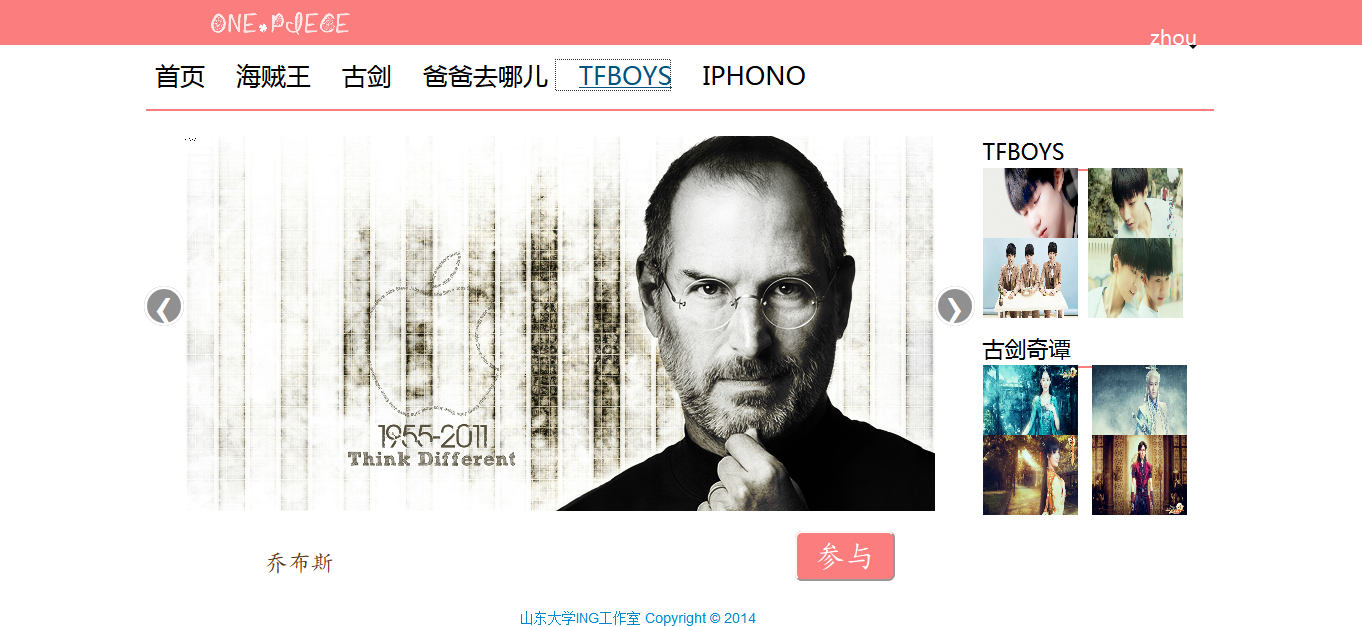 ONE.PIECE
zhou
首页 海贼王 古剑 爸爸去哪儿 TFBOYS IPHONO
TFBOYS
古剑奇谭
1955-2011
Think Different
乔布斯
参与
山东大学ING工作室 Copyright © 2014